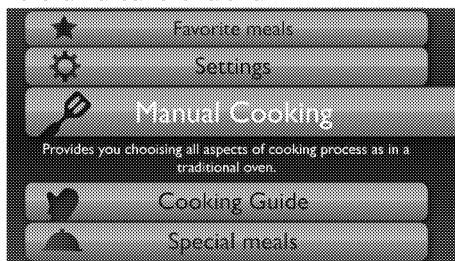 Favorite meals
Settings
Manual Cooking
Provides you chooising all aspects of cooking process as in a
traditional oven.
Cooking Guide
Special meals